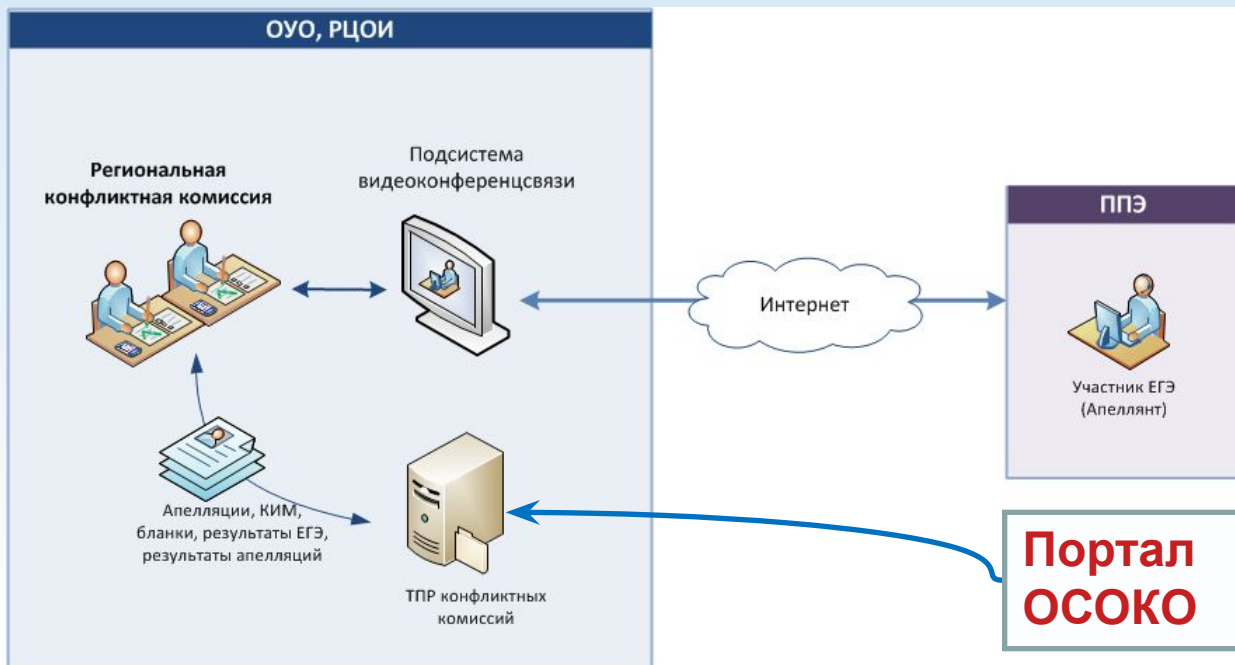 ОУО, РЦОИ
Региональная
конфликтная комиссия
Подсистема
видеоконференцсвязи
Апелляции, КИМ,
бланки, результаты ЕГЭ,
результаты апелляций
ТПР конфликтных
комиссий
Интернет
ППЭ
Участник ЕГЭ
(Апеллянт)
Портал
ОСОКО